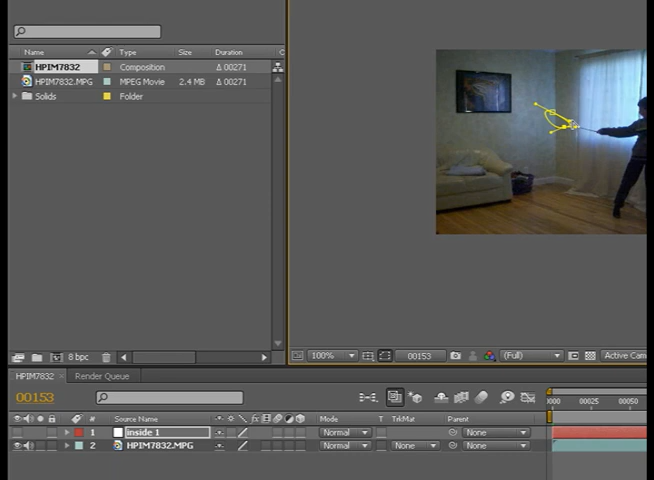 Name Type Size Duration
HPIM7832 Composition Δ 00271
HPIM7832.MPG MPEG Movie 2.4 MB Δ 00271
Solids Folder
8 bpc
100% 00153 (Full) Active Cam
HPIM7832 Render Queue
00153
0000 00025 00050
# Source Name Mode T TrkMat Parent
1 inside 1 Normal None
2 HPIM7832.MPG Normal None None